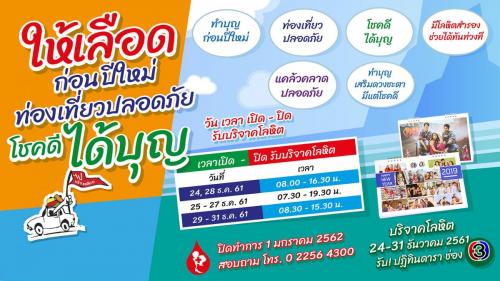 ให้เลือด
ก่อนปีใหม่
ท่องเที่ยวปลอดภัย
โชคดี ได้บุญ
ทำบุญ
ก่อนปีใหม่
ท่องเที่ยว
ปลอดภัย
โชคดี
ได้บุญ
มีโลหิตสำรอง
ช่วยได้ทันท่วงที
แคล้วคลาด
ปลอดภัย
ทำบุญ
เสริมดวงชะตา
มีแต่โชคดี
วัน เวลา เปิด - ปิด
รับบริจาคโลหิต
เวลาเปิด - ปิด รับบริจาคโลหิต
วันที่ เวลา
24, 28 ธ.ค. 61 08.00 - 16.30 น.
25 - 27 ธ.ค. 61 07.30 - 19.30 น.
29 - 31 ธ.ค. 61 08.30 - 15.30 น.
ปิดทำการ 1 มกราคม 2562
สอบถาม โทร. 0 2256 4300
HAPPY
NEW YEAR
2019
บริจาคโลหิต
24-31 ธันวาคม 2561
รับ! ปฏิทินดารา ช่อง 3